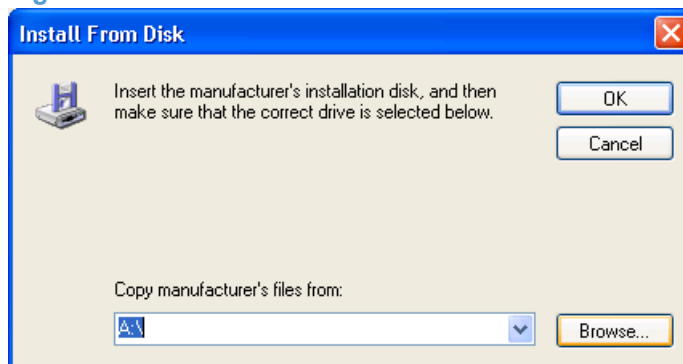 Install From Disk
Insert the manufacturer's installation disk, and then
make sure that the correct drive is selected below.
OK
Cancel
Copy manufacturer's files from:
A:\
Browse...